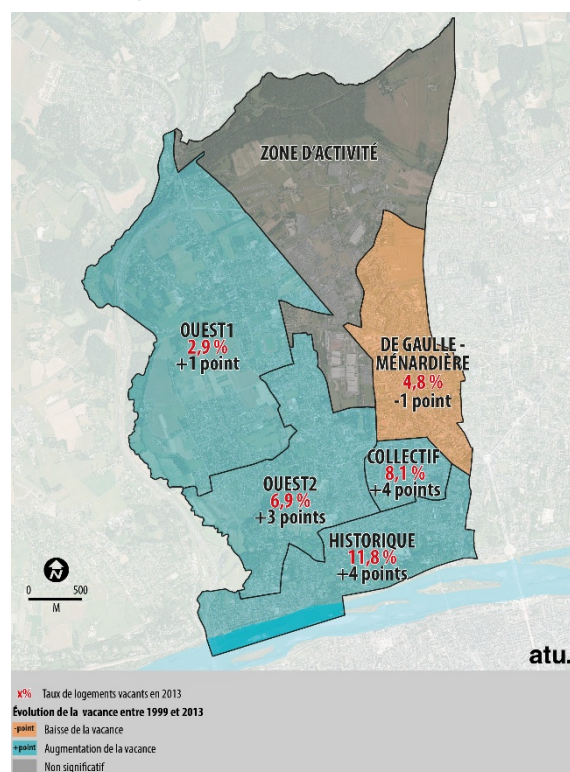 ZONE D'ACTIVITÉ
OUEST1
2,9 %
+1 point
DE GAULLE -
MÉNARDIÈRE
4,8 %
-1 point
COLLECTIF
8,1 %
+4 points
OUEST2
6,9 %
+3 points
HISTORIQUE
11,8 %
+4 points
N
0 500
M
atu.
x% Taux de logements vacants en 2013
Évolution de la vacance entre 1999 et 2013
-point Baisse de la vacance
+point Augmentation de la vacance
Non significatif